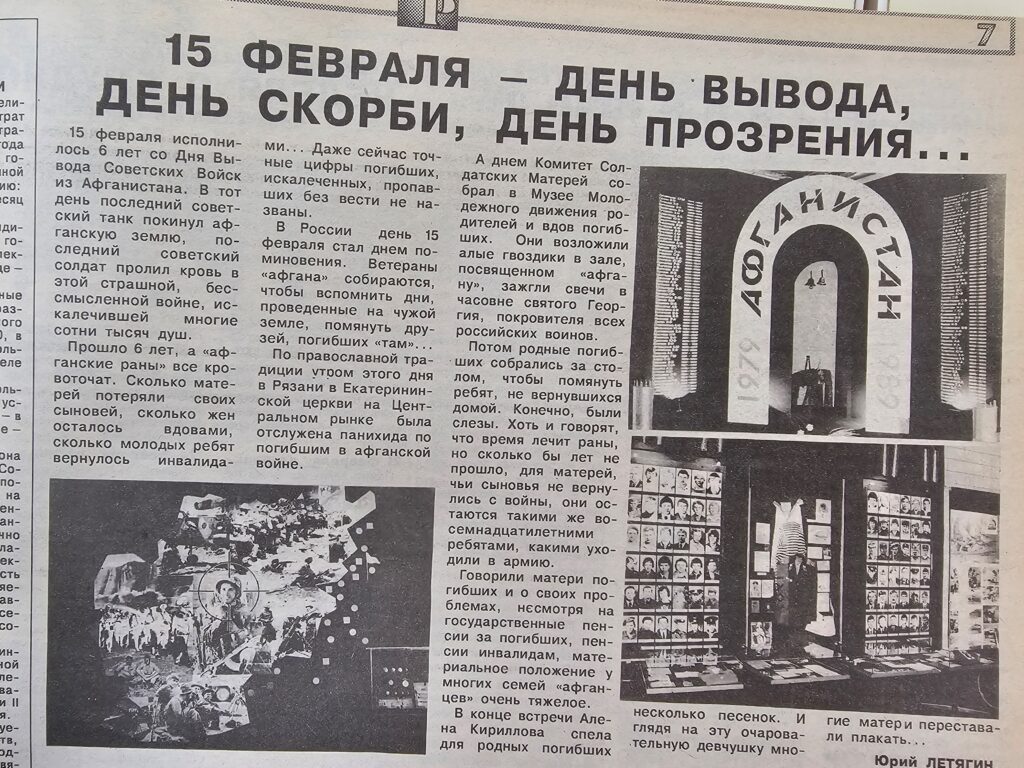 Р
7
15 ФЕВРАЛЯ – ДЕНЬ ВЫВОДА,
ДЕНЬ СКОРБИ, ДЕНЬ ПРОЗРЕНИЯ...
15 февраля исполни-
лось 6 лет со Дня Вы-
вода Советских Войск
из Афганистана. В тот
день последний совет-
ский танк покинул аф-
ганскую землю, по-
следний советский
солдат пролил кровь в
этой страшной, бес-
смысленной войне, ис-
калечившей многие
сотни тысяч душ.
Прошло 6 лет, а «аф-
ганские раны» все кро-
воточат. Сколько мате-
рей потеряли своих
сыновей, сколько жен
осталось вдовами,
сколько молодых ребят
вернулось инвалида-
ми... Даже сейчас точ-
ные цифры погибших,
искалеченных, пропав-
ших без вести не на-
званы.
В России день 15
февраля стал днем по-
миновения. Ветераны
«афгана» собираются,
чтобы вспомнить дни,
проведенные на чужой
земле, помянуть дру-
зей, погибших «там»...
По православной тра-
диции утром этого дня
в Рязани в Екатеринин-
ской церкви на Цент-
ральном рынке была
отслужена панихида по
погибшим в афганской
войне.
А днем Комитет Сол-
датских Матерей со-
брал в Музее Моло-
дежного движения ро-
дителей и вдов погиб-
ших. Они возложили
алые гвоздики в зале,
посвященном «афга-
ну», зажгли свечи в
часовне святого Геор-
гия, покровителя всех
российских воинов.
Потом родные погиб-
ших собрались за сто-
лом, чтобы помянуть
ребят, не вернувшихся
домой. Конечно, были
слезы. Хоть и говорят,
что время лечит раны,
но сколько бы лет не
прошло, для матерей,
чьи сыновья не верну-
лись с войны, они ос-
таются такими же во-
семнадцатилетними
ребятами, какими ухо-
дили в армию.
Говорили матери по-
гибших и о своих про-
блемах, несмотря на
государственные пен-
сии за погибших, пен-
сии инвалидам, мате-
риальное положение у
многих семей «афган-
цев» очень тяжелое.
В конце встречи Але-
на Кириллова спела
для родных погибших
АФГАНИСТАН
1979
1989
несколько песенок. И
глядя на эту очарова-
тельную девчушку мно-
гие матери переставa-
ли плакать...
Юрий ЛЕТЯГИН